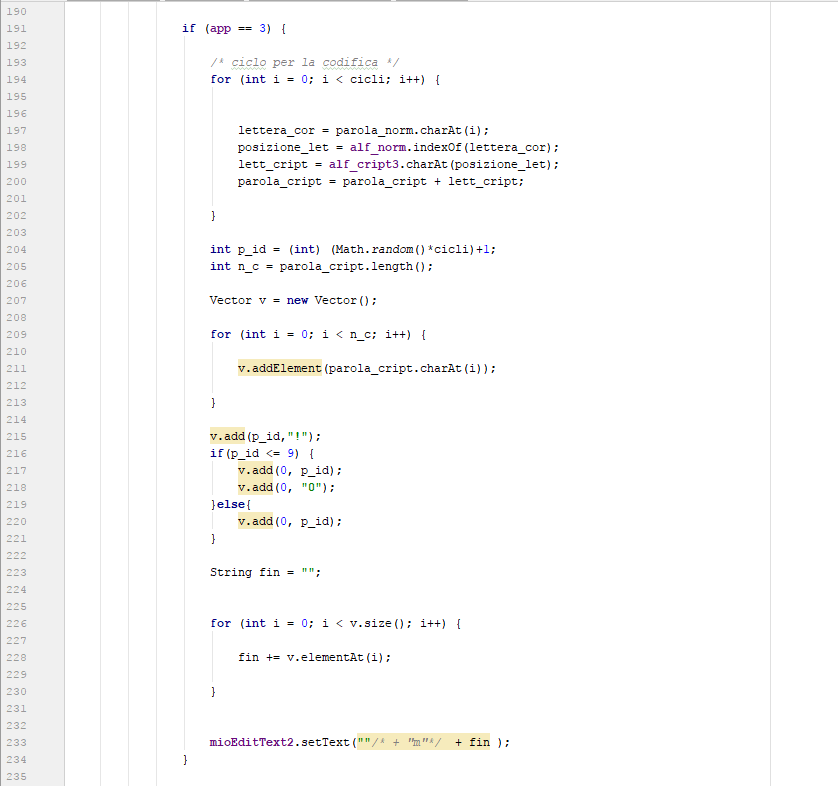 190
191 if (app == 3) {
192
193 /* ciclo per la codifica */
194 for (int i = 0; i < cicli; i++) {
195
196
197 lettera_cor = parola_norm.charAt(i);
198 posizione_let = alf_norm.indexOf(lettera_cor);
199 lett_cript = alf_cript3.charAt(posizione_let);
200 parola_cript = parola_cript + lett_cript;
201
202 }
203
204 int p_id = (int) (Math.random()*cicli)+1;
205 int n_c = parola_cript.length();
206
207 Vector v = new Vector();
208
209 for (int i = 0; i < n_c; i++) {
210
211 v.addElement(parola_cript.charAt(i));
212
213 }
214
215 v.add(p_id,"!");
216 if(p_id <= 9) {
217 v.add(0, p_id);
218 v.add(0, "0");
219 }else{
220 v.add(0, p_id);
221 }
222
223 String fin = "";
224
225
226 for (int i = 0; i < v.size(); i++) {
227
228 fin += v.elementAt(i);
229
230 }
231
232
233 mioEditText2.setText(""/* + "m"*/ + fin );
234 }
235